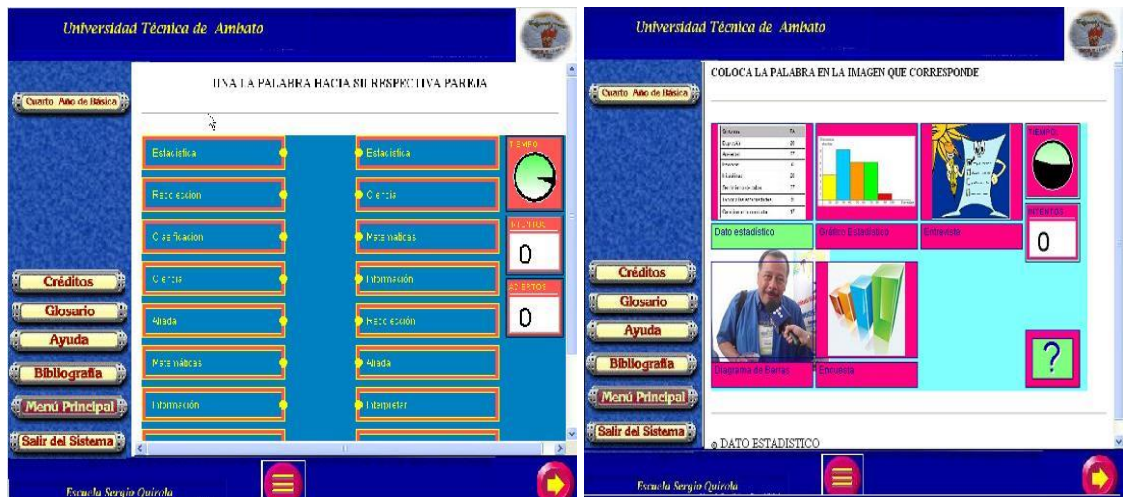 Universidad Técnica de Ambato
UNA LA PALABRA HACIA SU RESPECTIVA PAREJA
Cuarto Año de Básica
Estadística
Recolección
Clasificación
Ciencia
Aliada
Matemáticas
Información
Estadística
Ciencia
Matemáticas
Información
Recolección
Aliada
Interpretar
TIEMPO
INTENTOS
0
ACIERTOS
0
Créditos
Glosario
Ayuda
Bibliografía
Menú Principal
Salir del Sistema
Escuela Sergio Quirola
Universidad Técnica de Ambato
COLOCA LA PALABRA EN LA IMAGEN QUE CORRESPONDE
Cuarto Año de Básica
Dato estadístico
Gráfico Estadístico
Entrevista
TIEMPO
INTENTOS
0
Diagrama de Barras
Encuesta
?
Créditos
Glosario
Ayuda
Bibliografía
Menú Principal
Salir del Sistema
DATO ESTADISTICO
Escuela Sergio Quirola